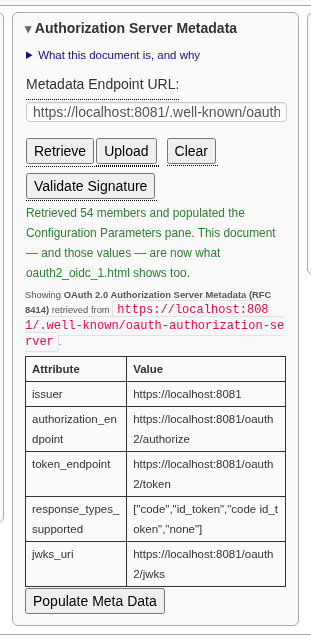 ▾ Authorization Server Metadata
▶ What this document is, and why
Metadata Endpoint URL:
https://localhost:8081/.well-known/oauth
Retrieve Upload Clear
Validate Signature
Retrieved 54 members and populated the
Configuration Parameters pane. This document
— and those values — are now what
oauth2_oidc_1.html shows too.
Showing OAuth 2.0 Authorization Server Metadata (RFC
8414) retrieved from https://localhost:808
1/.well-known/oauth-authorization-se
rver.
Attribute Value
issuer https://localhost:8081
authorization_en https://localhost:8081/oauth
dpoint 2/authorize
token_endpoint https://localhost:8081/oauth
2/token
response_types_ ["code","id_token","code id_t
supported oken","none"]
jwks_uri https://localhost:8081/oauth
2/jwks
Populate Meta Data